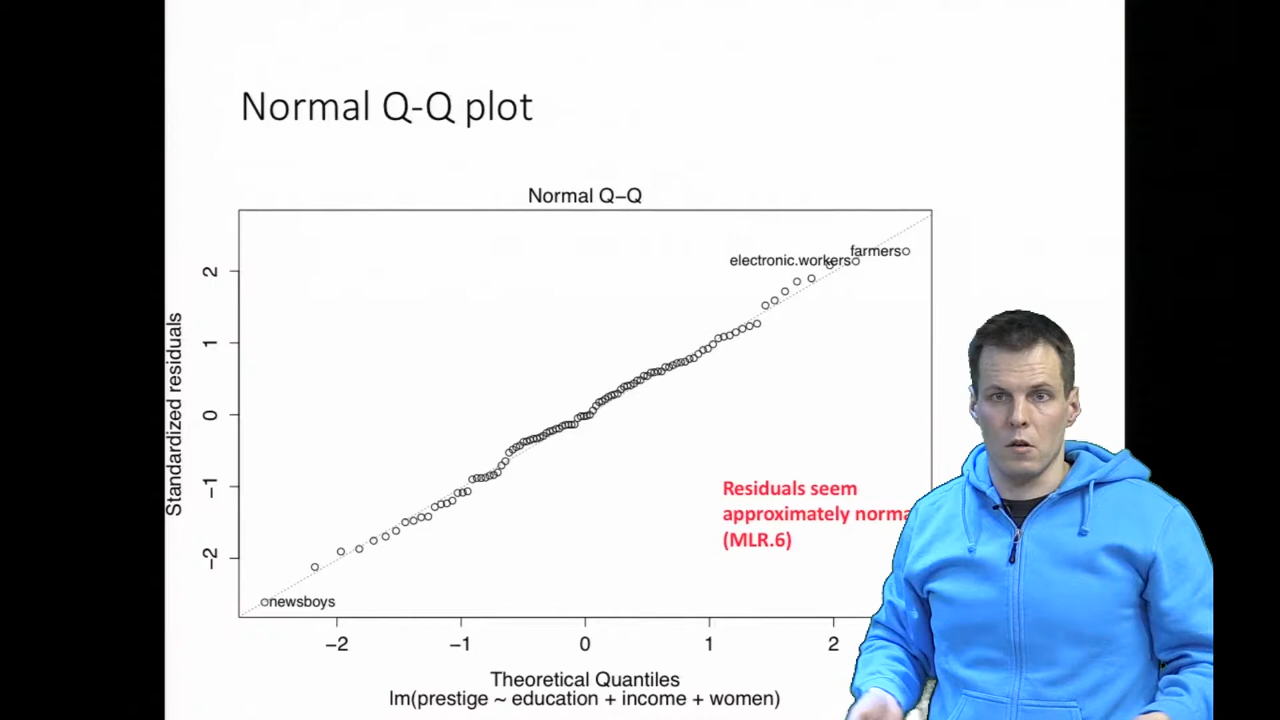 Normal Q-Q plot
Normal Q−Q
Standardized residuals
2
1
0
−1
−2
electronic.workers
farmers
newsboys
Residuals seem
approximately norma
(MLR.6)
−2 −1 0 1 2
Theoretical Quantiles
lm(prestige ~ education + income + women)